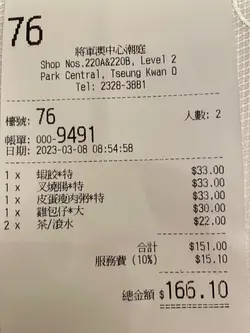 76
將軍澳中心潮庭
Shop Nos.220A&220B, Level 2
Park Central, Tseung Kwan O
Tel: 2328-3881
檯號: 76 人數: 2
帳單: 000-9491
日期: 2023-03-08 08:54:58
1 x 蝦餃*特 $33.00
1 x 叉燒腸*特 $33.00
1 x 皮蛋瘦肉粥*特 $33.00
1 x 雞包仔*大 $30.00
2 x 茶/滾水 $22.00
合計 $151.00
服務費 (10%) $15.10
總金額 $166.10